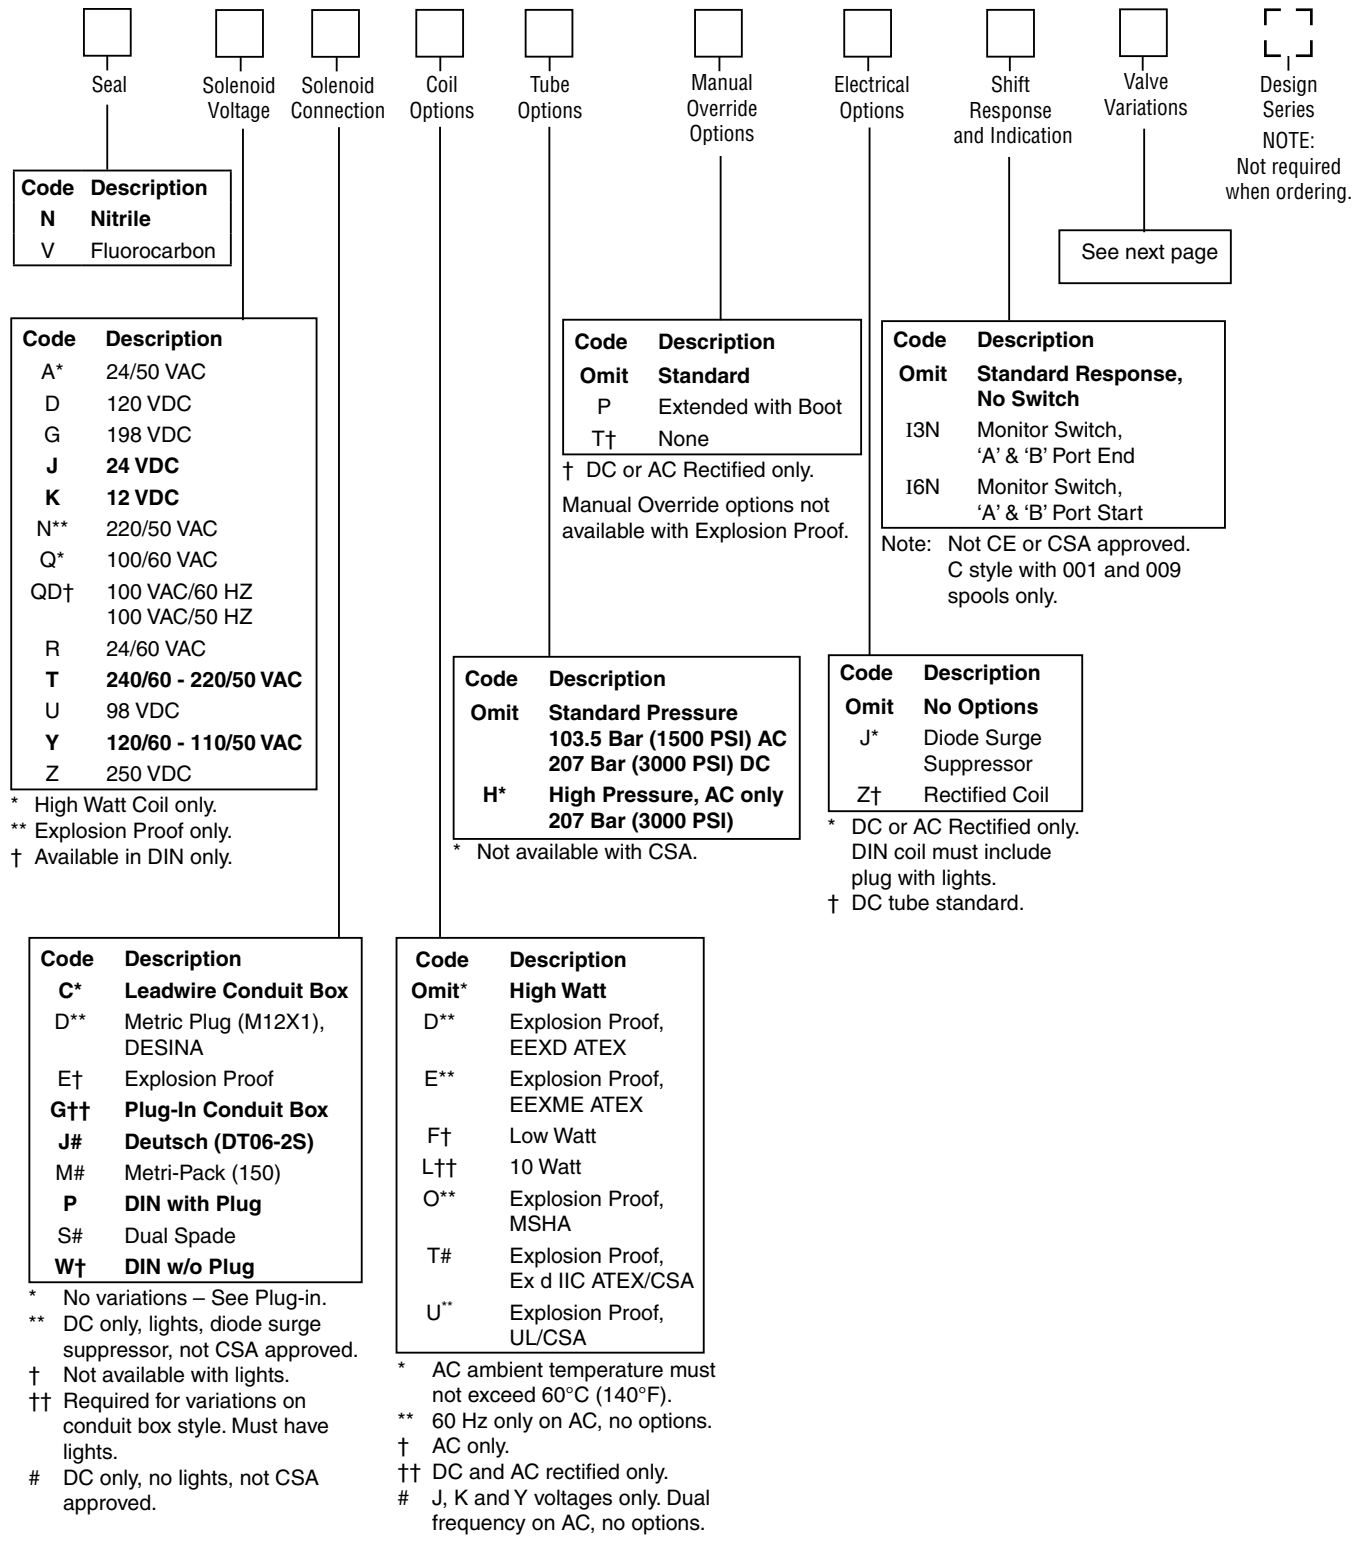 Seal
Solenoid
Voltage
Solenoid
Connection
Coil
Options
Tube
Options
Manual
Override
Options
Electrical
Options
Shift
Response
and Indication
Valve
Variations
Design
Series
NOTE:
Not required
when ordering.
Code Description
N Nitrile
V Fluorocarbon
See next page
Code Description
A* 24/50 VAC
D 120 VDC
G 198 VDC
J 24 VDC
K 12 VDC
N** 220/50 VAC
Q* 100/60 VAC
QD† 100 VAC/60 HZ
100 VAC/50 HZ
R 24/60 VAC
T 240/60 - 220/50 VAC
U 98 VDC
Y 120/60 - 110/50 VAC
Z 250 VDC
* High Watt Coil only.
** Explosion Proof only.
† Available in DIN only.
Code Description
Omit Standard
P Extended with Boot
T† None
† DC or AC Rectified only.
Manual Override options not
available with Explosion Proof.
Code Description
Omit Standard Response,
No Switch
I3N Monitor Switch,
‘A’ & ‘B’ Port End
I6N Monitor Switch,
‘A’ & ‘B’ Port Start
Note: Not CE or CSA approved.
C style with 001 and 009
spools only.
Code Description
Omit Standard Pressure
103.5 Bar (1500 PSI) AC
207 Bar (3000 PSI) DC
H* High Pressure, AC only
207 Bar (3000 PSI)
* Not available with CSA.
Code Description
Omit No Options
J* Diode Surge
Suppressor
Z† Rectified Coil
* DC or AC Rectified only.
DIN coil must include
plug with lights.
† DC tube standard.
Code Description
C* Leadwire Conduit Box
D** Metric Plug (M12X1),
DESINA
E† Explosion Proof
G†† Plug-In Conduit Box
J# Deutsch (DT06-2S)
M# Metri-Pack (150)
P DIN with Plug
S# Dual Spade
W† DIN w/o Plug
* No variations – See Plug-in.
** DC only, lights, diode surge
suppressor, not CSA approved.
† Not available with lights.
†† Required for variations on
conduit box style. Must have
lights.
# DC only, no lights, not CSA
approved.
Code Description
Omit* High Watt
D** Explosion Proof,
EEXD ATEX
E** Explosion Proof,
EEXME ATEX
F† Low Watt
L†† 10 Watt
O** Explosion Proof,
MSHA
T# Explosion Proof,
Ex d IIC ATEX/CSA
U** Explosion Proof,
UL/CSA
* AC ambient temperature must
not exceed 60°C (140°F).
** 60 Hz only on AC, no options.
† AC only.
†† DC and AC rectified only.
# J, K and Y voltages only. Dual
frequency on AC, no options.